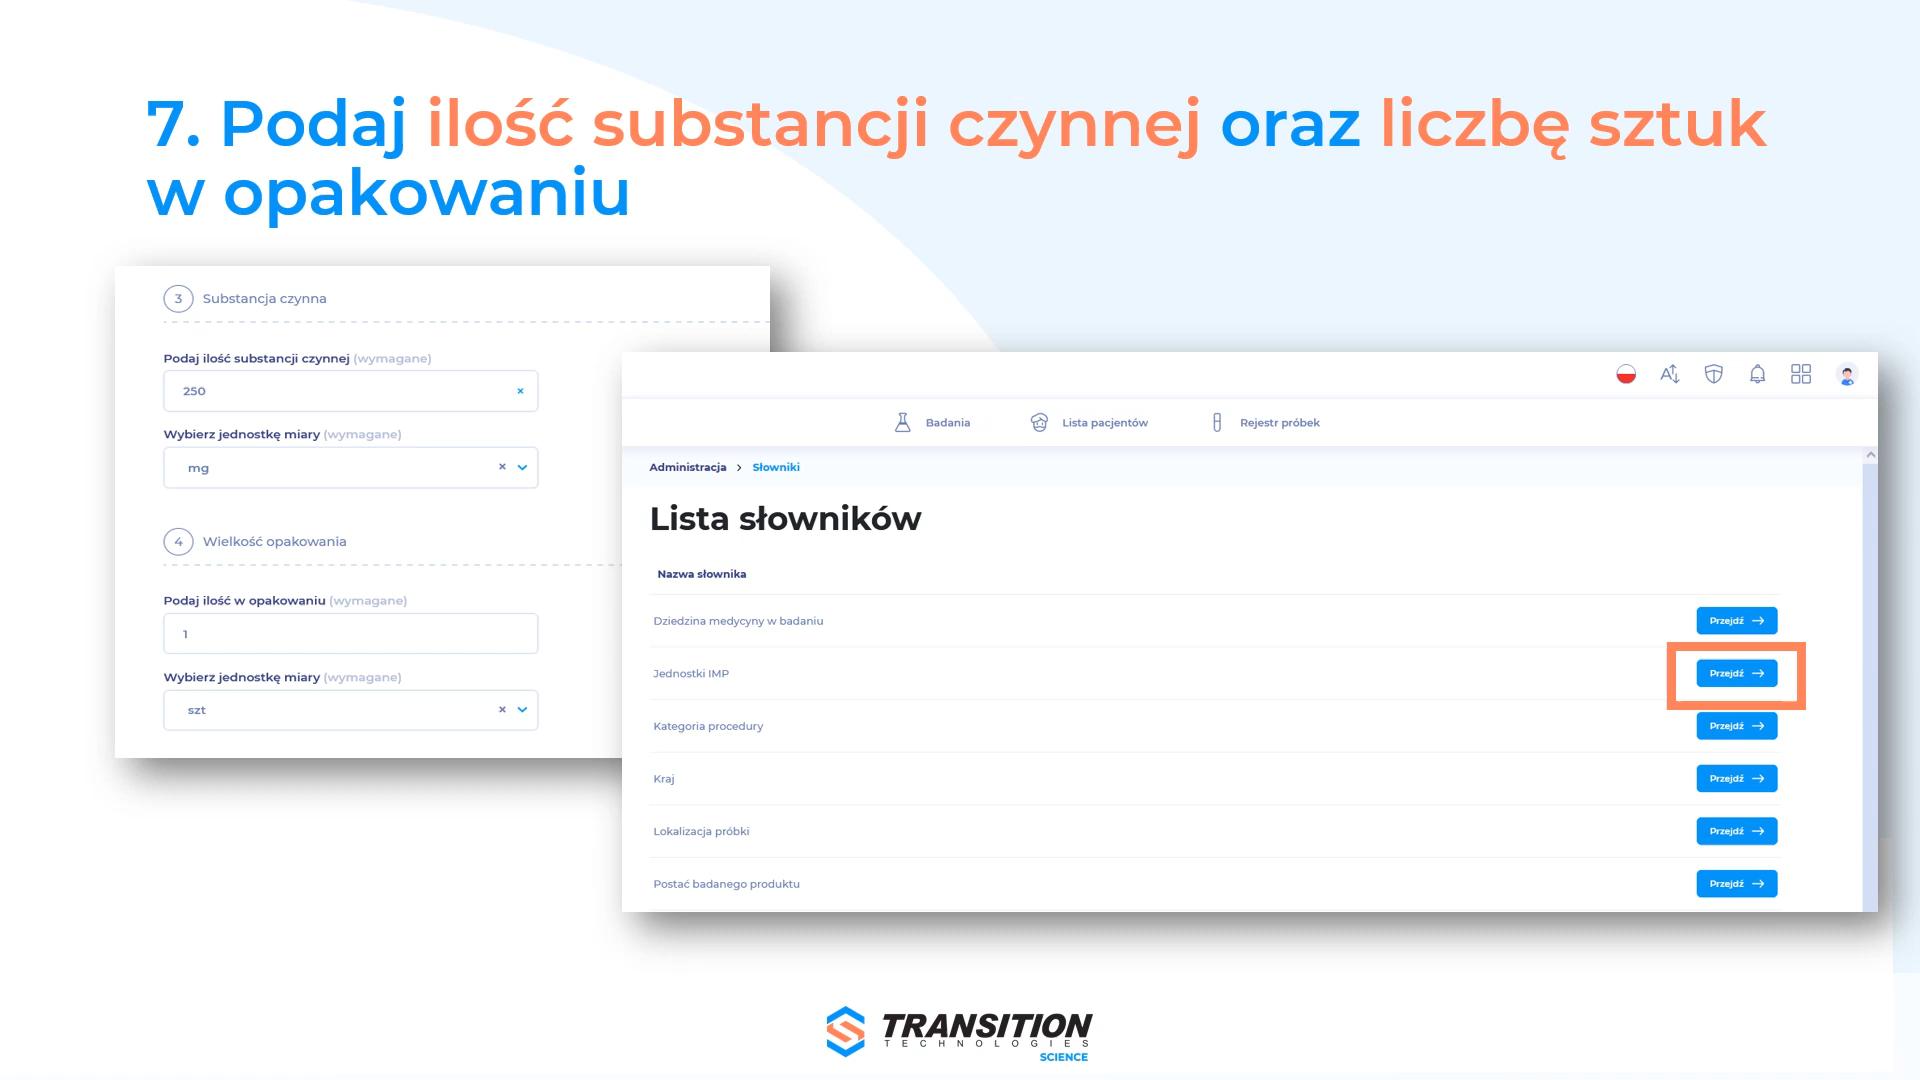 7. Podaj ilość substancji czynnej oraz liczbę sztuk
w opakowaniu
3 Substancja czynna
Podaj ilość substancji czynnej (wymagane)
250 ×
Wybierz jednostkę miary (wymagane)
mg ×
4 Wielkość opakowania
Podaj ilość w opakowaniu (wymagane)
1
Wybierz jednostkę miary (wymagane)
szt ×
Badania Lista pacjentów Rejestr próbek
Administracja > Słowniki
Lista słowników
Nazwa słownika
Dziedzina medycyny w badaniu Przejdź →
Jednostki IMP Przejdź →
Kategoria procedury Przejdź →
Kraj Przejdź →
Lokalizacja próbki Przejdź →
Postać badanego produktu Przejdź →
TRANSITION
TECHNOLOGIES
SCIENCE